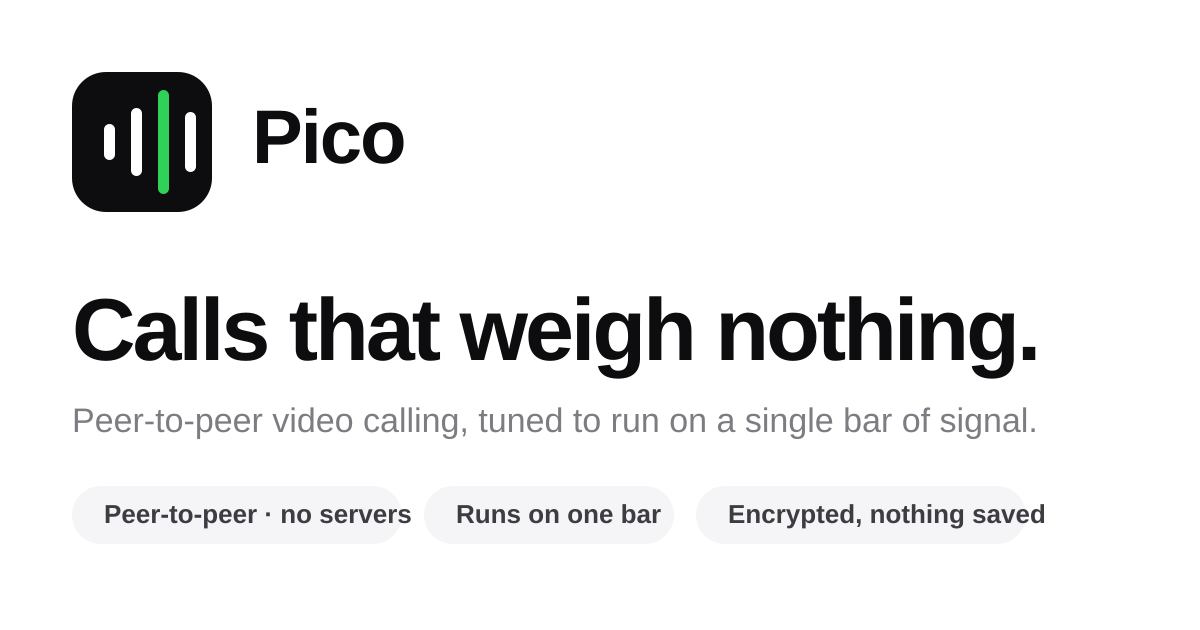 Pico
Calls that weigh nothing.
Peer-to-peer video calling, tuned to run on a single bar of signal.
Peer-to-peer · no servers Runs on one bar Encrypted, nothing saved